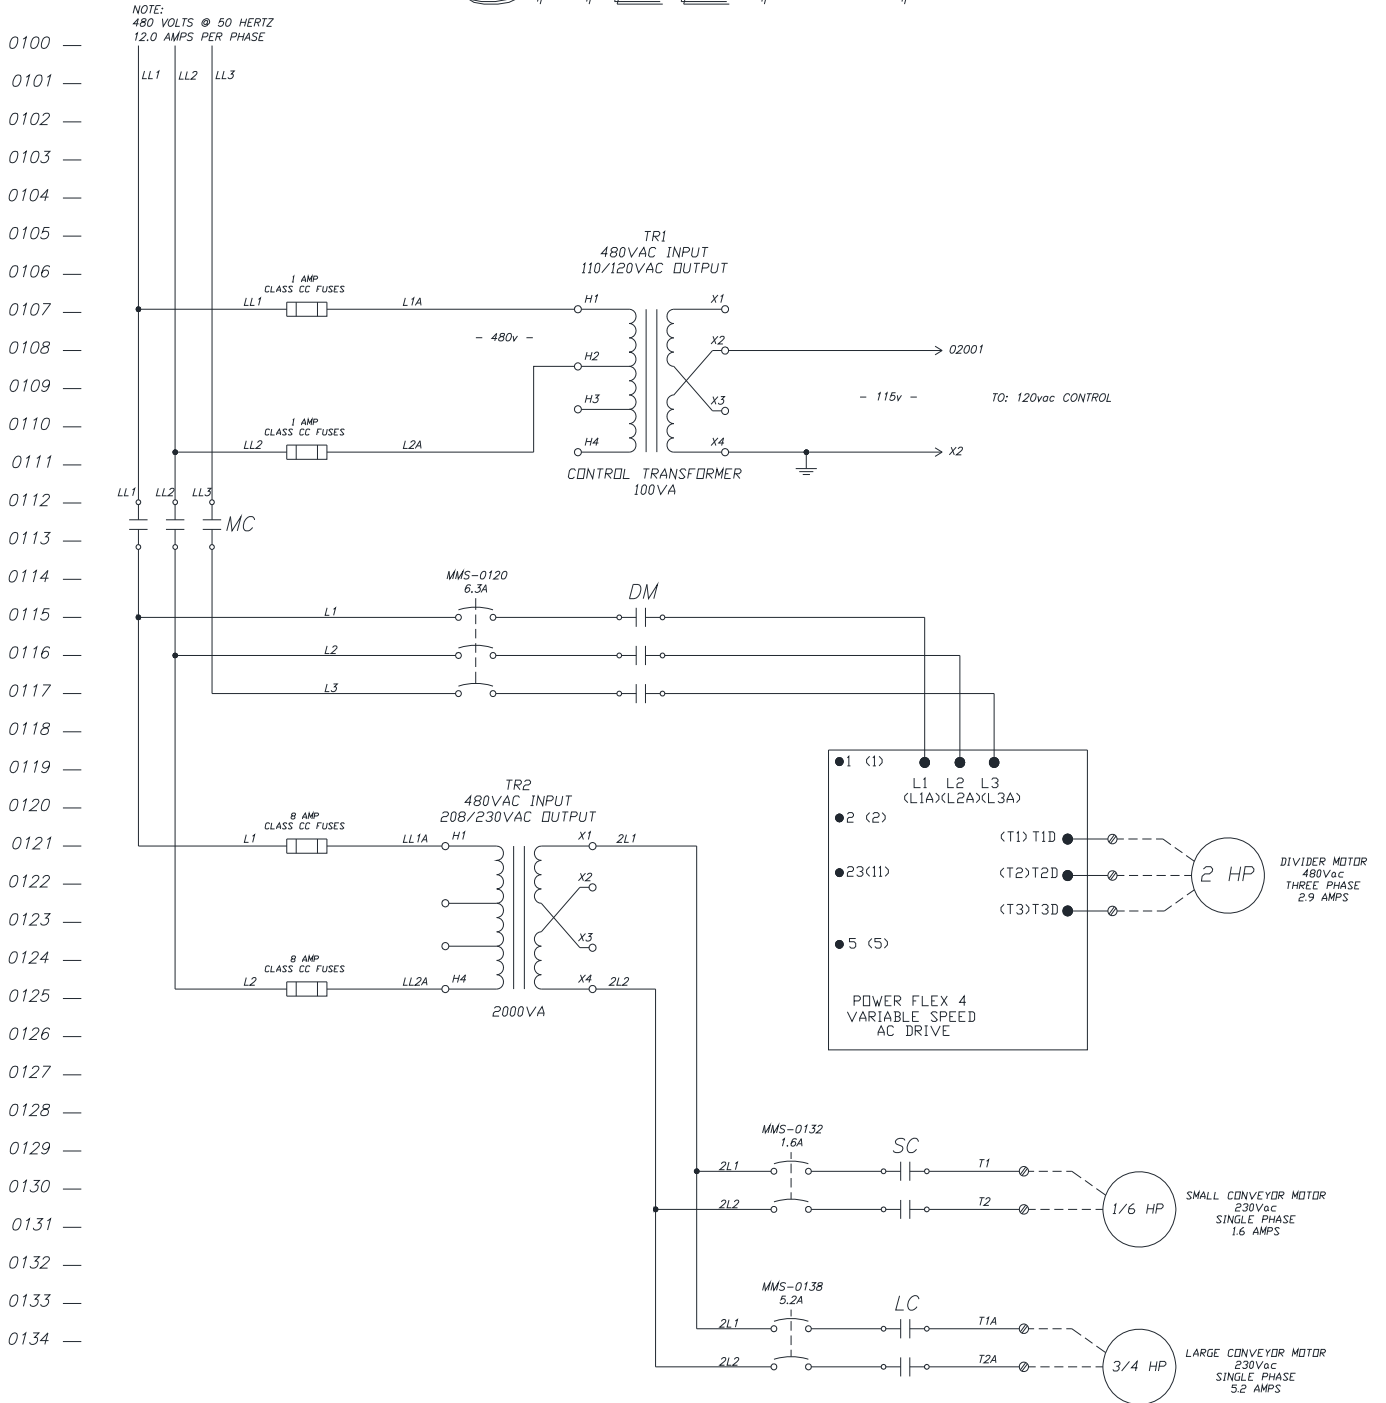 NOTE:
480 VOLTS @ 50 HERTZ
12.0 AMPS PER PHASE
0100
LL1 LL2 LL3
0101
0102
0103
0104
0105
TR1
480VAC INPUT
110/120VAC OUTPUT
0106
1 AMP
CLASS CC FUSES
0107
LL1 L1A H1 X1
- 480v -
0108
H2 X2 02001
0109
H3 X3
- 115v - TO: 120vac CONTROL
0110
1 AMP
CLASS CC FUSES
LL2 L2A H4 X4 X2
0111
CONTROL TRANSFORMER
100VA
0112
LL1 LL2 LL3
MC
0113
0114
MMS-0120
6.3A
DM
0115
L1
0116
L2
0117
L3
0118
0119
1 (1)
L1 L2 L3
(L1A)(L2A)(L3A)
TR2
480VAC INPUT
208/230VAC OUTPUT
0120
8 AMP
CLASS CC FUSES
2 (2)
0121
L1 LL1A H1 X1 2L1
(T1) T1D
0122
X2
23(11)
(T2)T2D
2 HP
DIVIDER MOTOR
480Vac
THREE PHASE
2.9 AMPS
0123
(T3)T3D
X3
5 (5)
0124
8 AMP
CLASS CC FUSES
L2 LL2A H4 X4 2L2
0125
2000VA
POWER FLEX 4
VARIABLE SPEED
AC DRIVE
0126
0127
0128
MMS-0132
1.6A
SC
0129
2L1 T1
0130
2L2 T2
1/6 HP
SMALL CONVEYOR MOTOR
230Vac
SINGLE PHASE
1.6 AMPS
0131
0132
MMS-0138
5.2A
LC
0133
2L1 T1A
0134
2L2 T2A
3/4 HP
LARGE CONVEYOR MOTOR
230Vac
SINGLE PHASE
5.2 AMPS